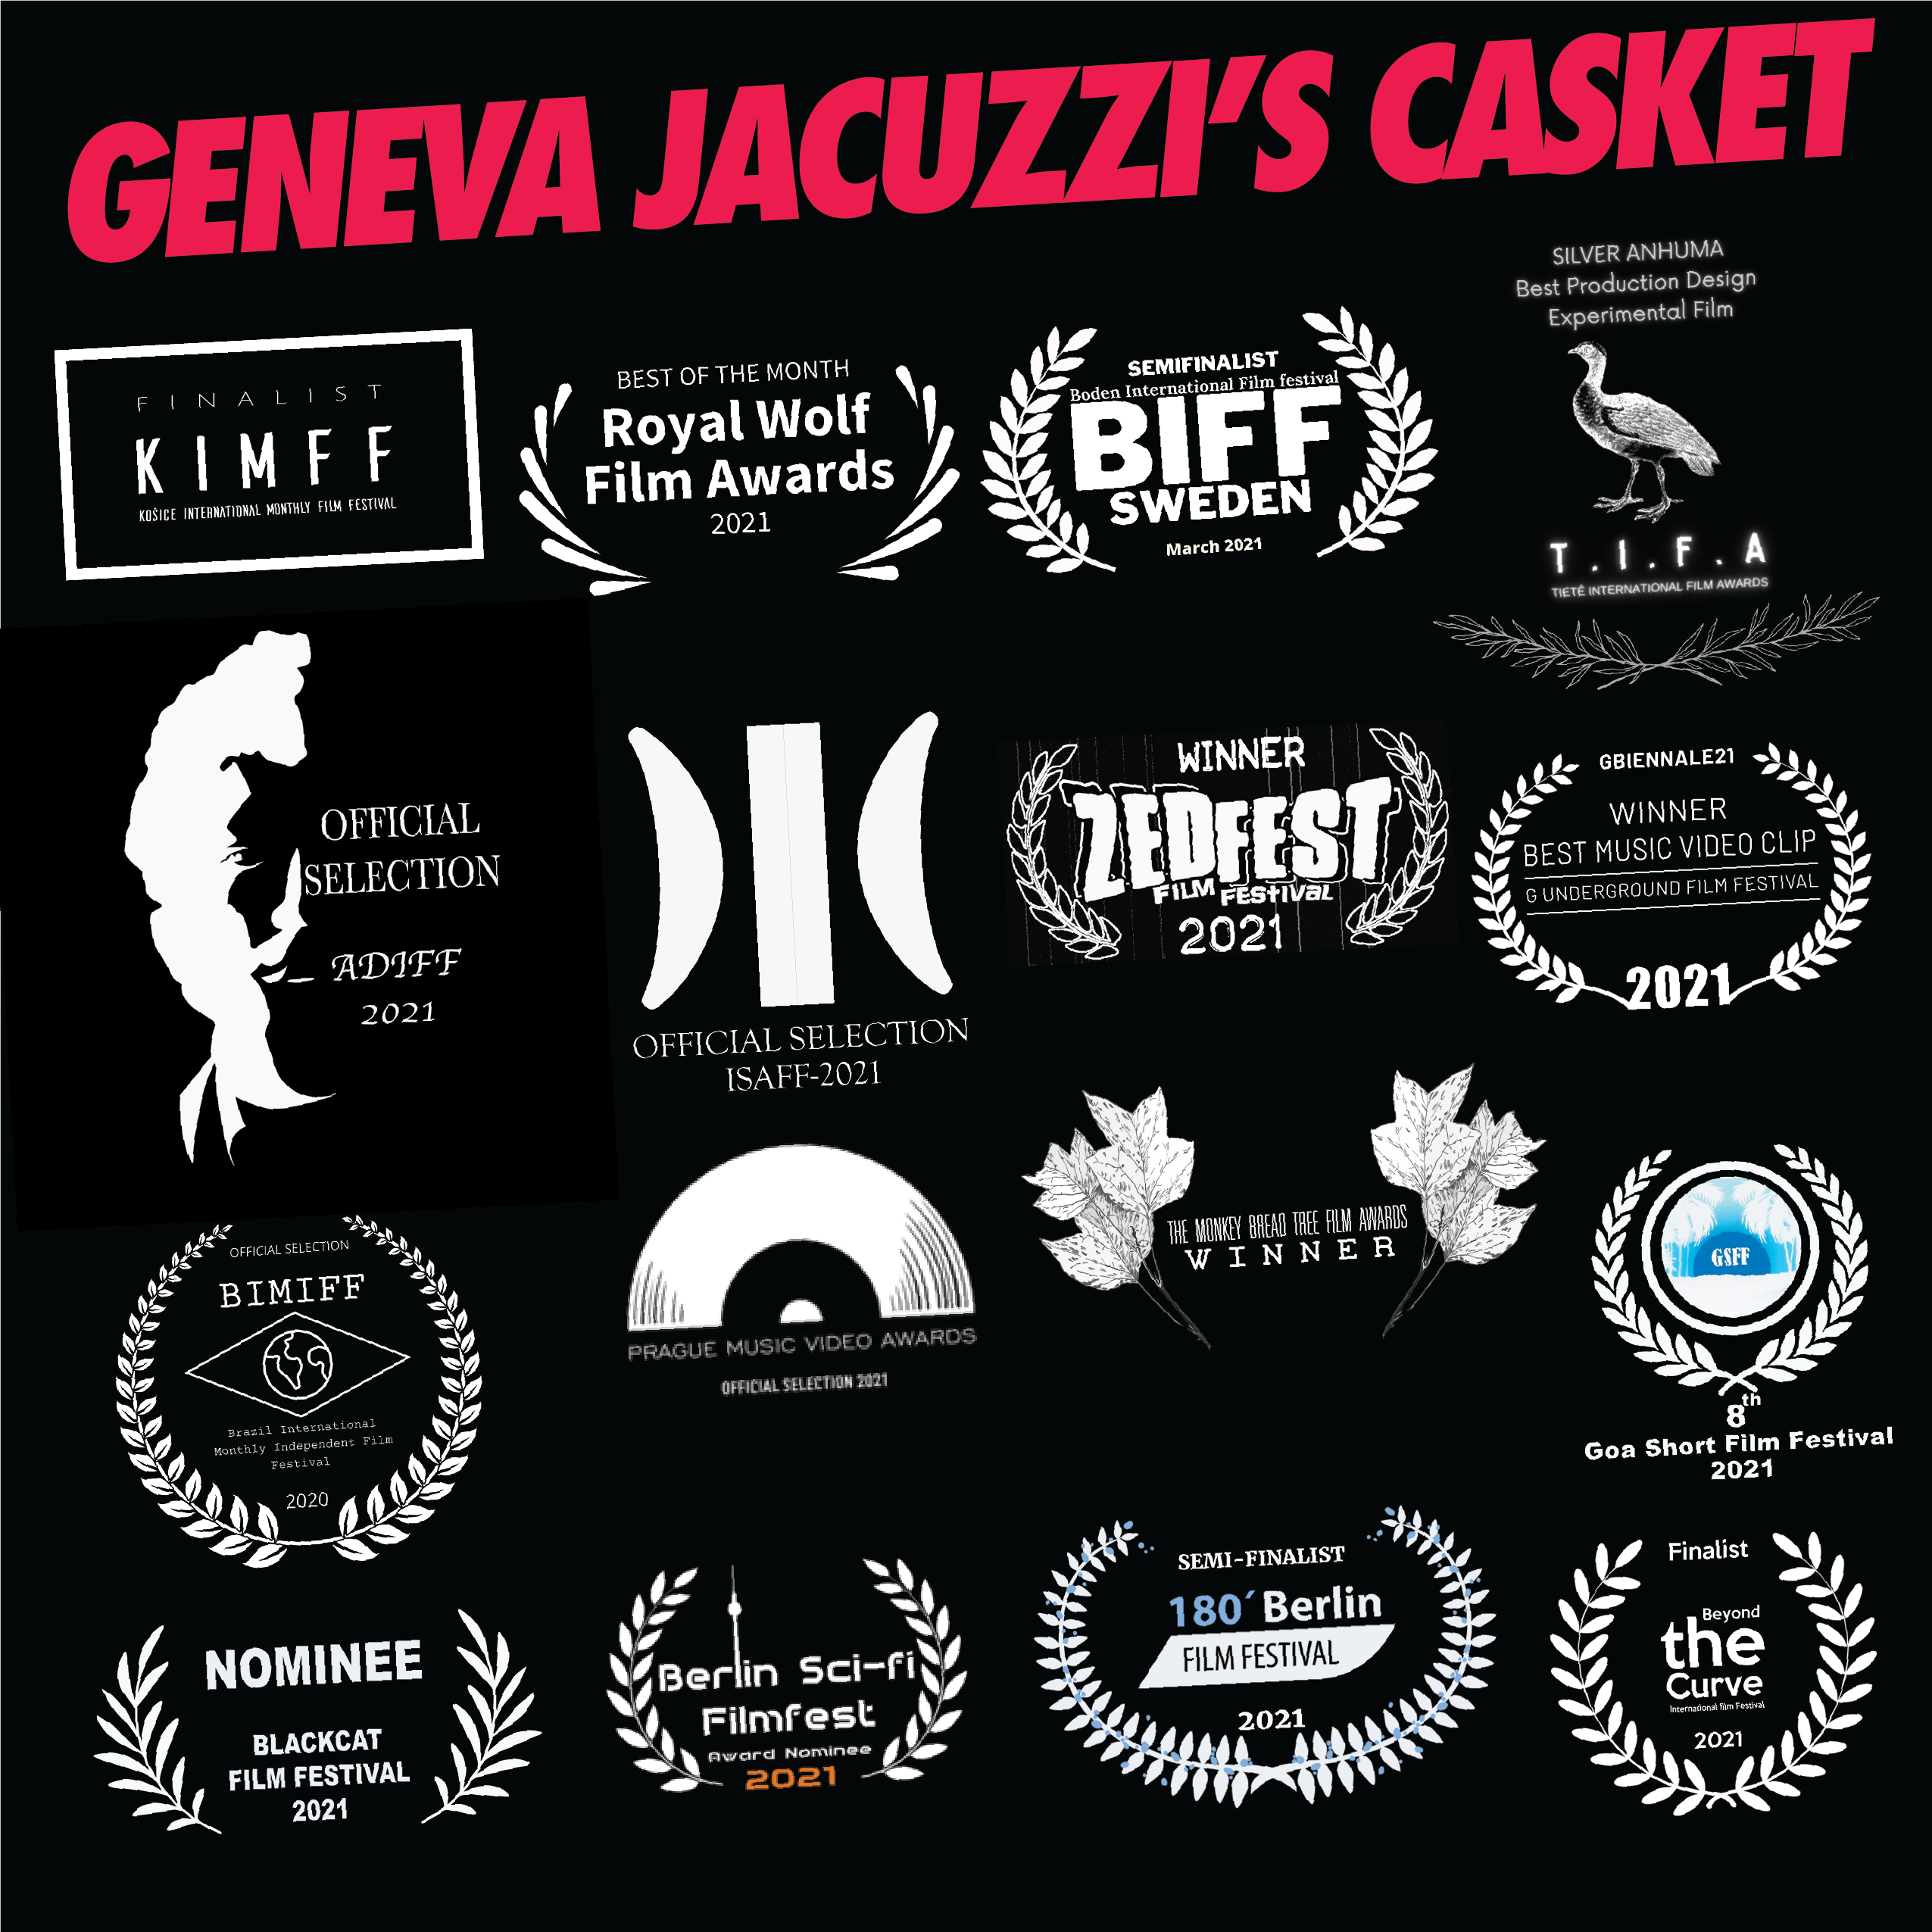 GENEVA JACUZZI'S CASKET
FINALIST
KIMFF
KOŠICE INTERNATIONAL MONTHLY FILM FESTIVAL
BEST OF THE MONTH
Royal Wolf
Film Awards
2021
SEMIFINALIST
Boden International Film festival
BIFF
SWEDEN
March 2021
SILVER ANHUMA
Best Production Design
Experimental Film
T.I.F.A
TIETÊ INTERNATIONAL FILM AWARDS
OFFICIAL
SELECTION
ADIFF
2021
OFFICIAL SELECTION
ISAFF-2021
WINNER
ZEDFEST
FILM FESTIVAL
2021
GBIENNALE21
WINNER
BEST MUSIC VIDEO CLIP
G UNDERGROUND FILM FESTIVAL
2021
OFFICIAL SELECTION
BIMIFF
Brazil International
Monthly Independent Film
Festival
2020
PRAGUE MUSIC VIDEO AWARDS
OFFICIAL SELECTION 2021
THE MONKEY BREAD TREE FILM AWARDS
WINNER
GSFF
8th
Goa Short Film Festival
2021
NOMINEE
BLACKCAT
FILM FESTIVAL
2021
Berlin Sci-fi
Filmfest
Award Nominee
2021
SEMI-FINALIST
180´ Berlin
FILM FESTIVAL
2021
Finalist
Beyond
the
Curve
International film Festival
2021